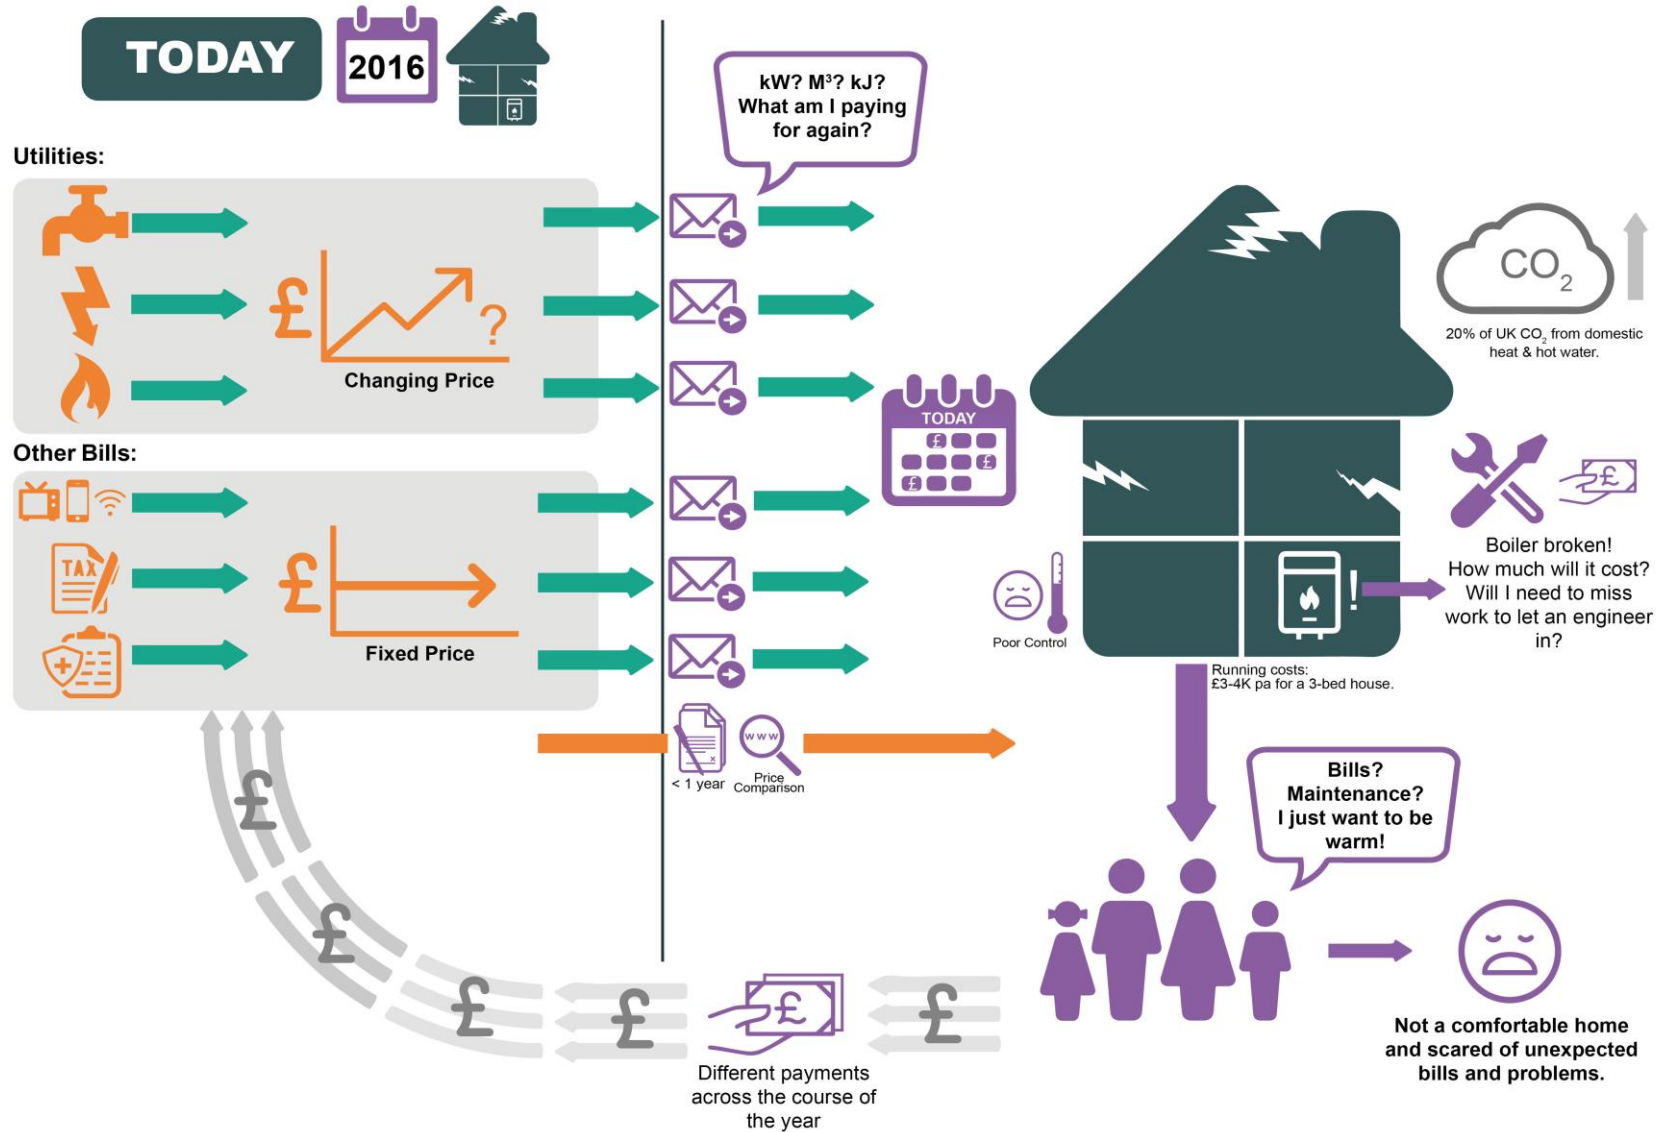 TODAY
2016
kW? M³? kJ?
What am I paying
for again?
Utilities:
£
?
Changing Price
CO₂
20% of UK CO₂ from domestic
heat & hot water.
TODAY
£
£
£
Other Bills:
TAX
£
Fixed Price
£
Boiler broken!
How much will it cost?
Will I need to miss
work to let an engineer
in?
!
Poor Control
Running costs:
£3-4K pa for a 3-bed house.
www
x
< 1 year
Price
Comparison
Bills?
Maintenance?
I just want to be
warm!
£
£
£
£
£
£
Different payments
across the course of
the year
Not a comfortable home
and scared of unexpected
bills and problems.